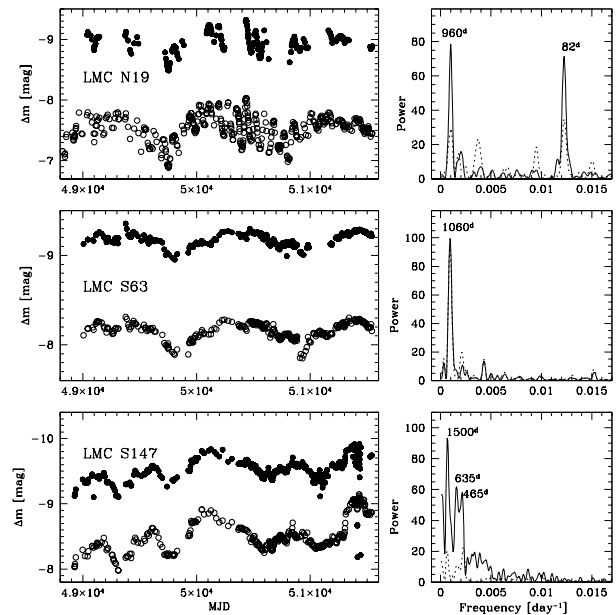 -9
-8
-7
Δm [mag]
LMC N19
4.9×10⁴
5×10⁴
5.1×10⁴
80
60
40
20
0
Power
960ᵈ
82ᵈ
0
0.005
0.01
0.015
-9
-8
Δm [mag]
LMC S63
4.9×10⁴
5×10⁴
5.1×10⁴
100
80
60
40
20
0
Power
1060ᵈ
0
0.005
0.01
0.015
-10
-9
-8
Δm [mag]
LMC S147
4.9×10⁴
5×10⁴
5.1×10⁴
MJD
100
80
60
40
20
0
Power
1500ᵈ
635ᵈ
465ᵈ
0
0.005
0.01
0.015
Frequency [day⁻¹]